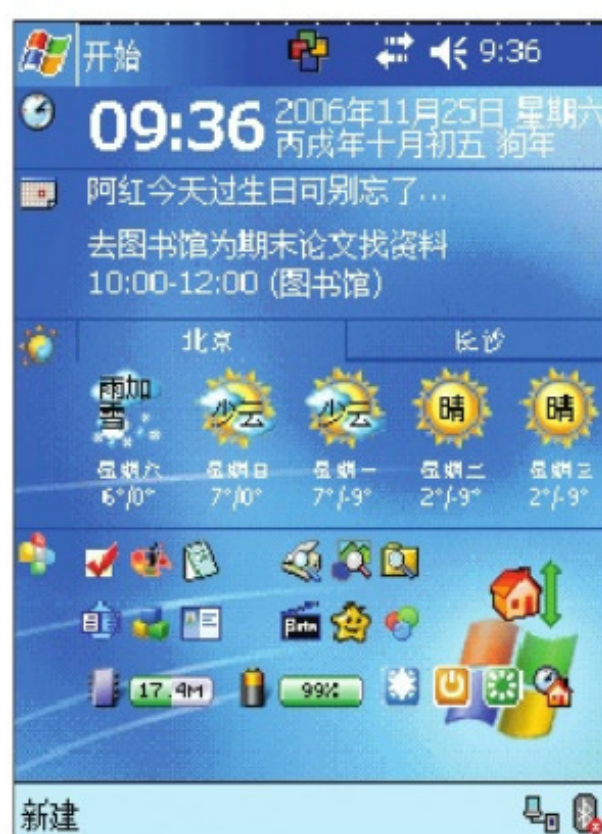 开始 9:36
09:36 2006年11月25日 星期六
丙戌年十月初五 狗年
阿红今天过生日可别忘了...
去图书馆为期末论文找资料
10:00-12:00 (图书馆)
北京 长沙
雨加雪 少云 少云 晴 晴
星期六 星期日 星期一 星期二 星期三
6°/0° 7°/0° 7°/-9° 2°/-9° 2°/-9°
Beta
17.4M 99%
新建